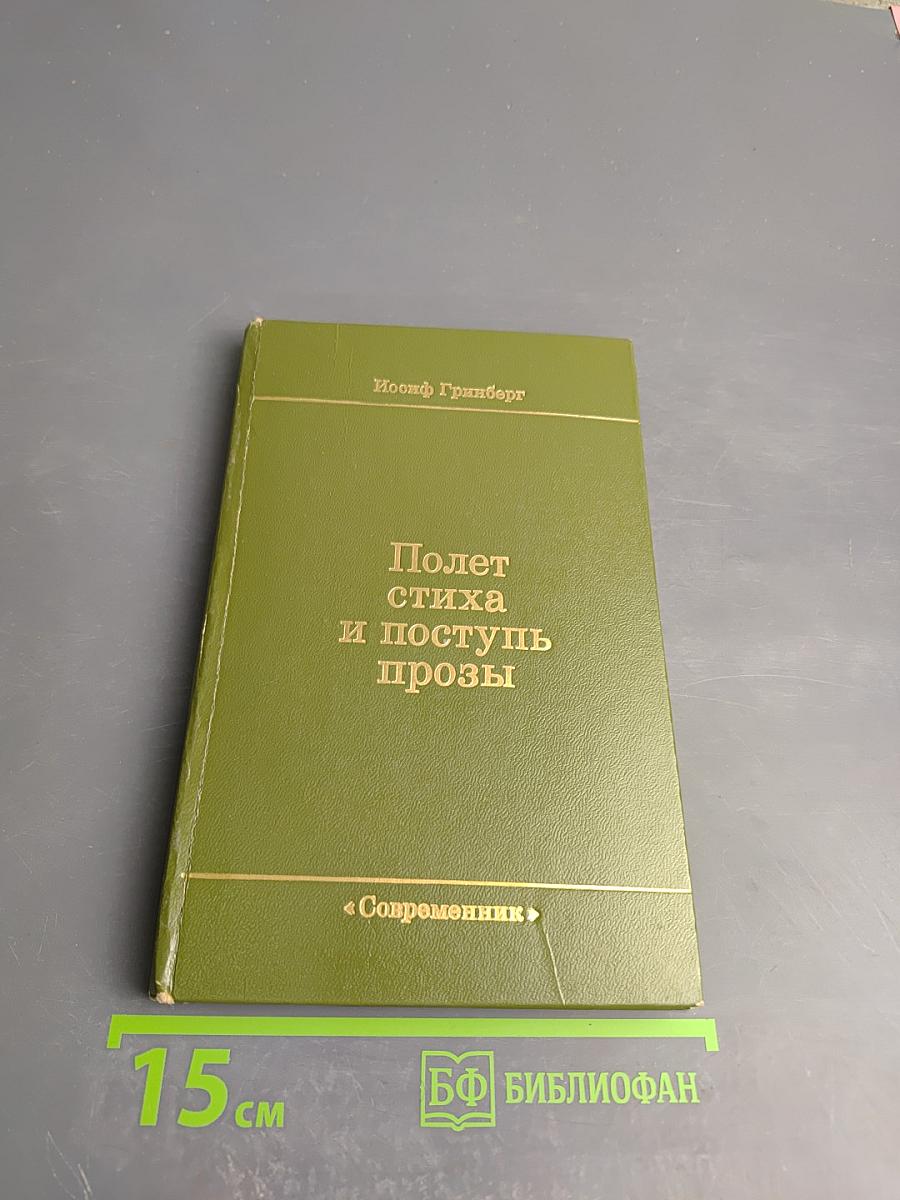 Иосиф Гринберг
Полет
стиха
и поступь
прозы
«Современник»
15 см
БФ БИБЛИОФАН